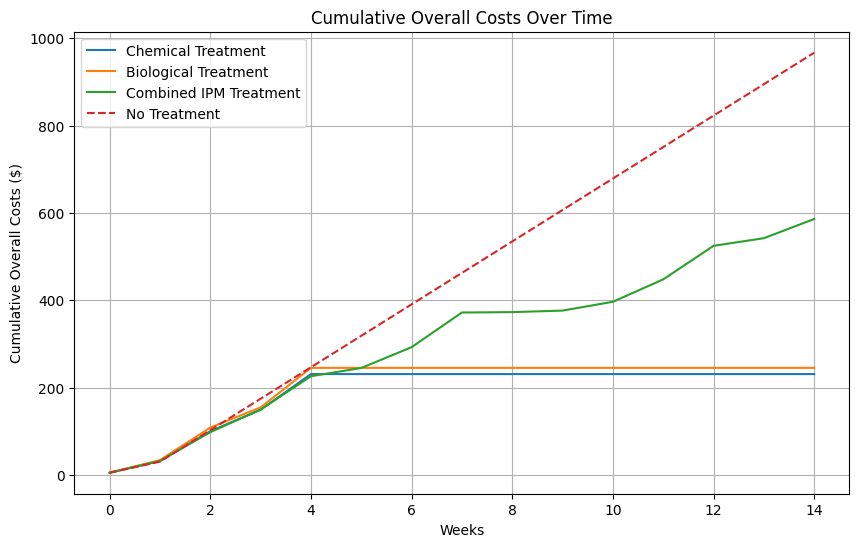 Cumulative Overall Costs Over Time
Chemical Treatment
Biological Treatment
Combined IPM Treatment
No Treatment
Cumulative Overall Costs ($)
1000
800
600
400
200
0
0 2 4 6 8 10 12 14
Weeks